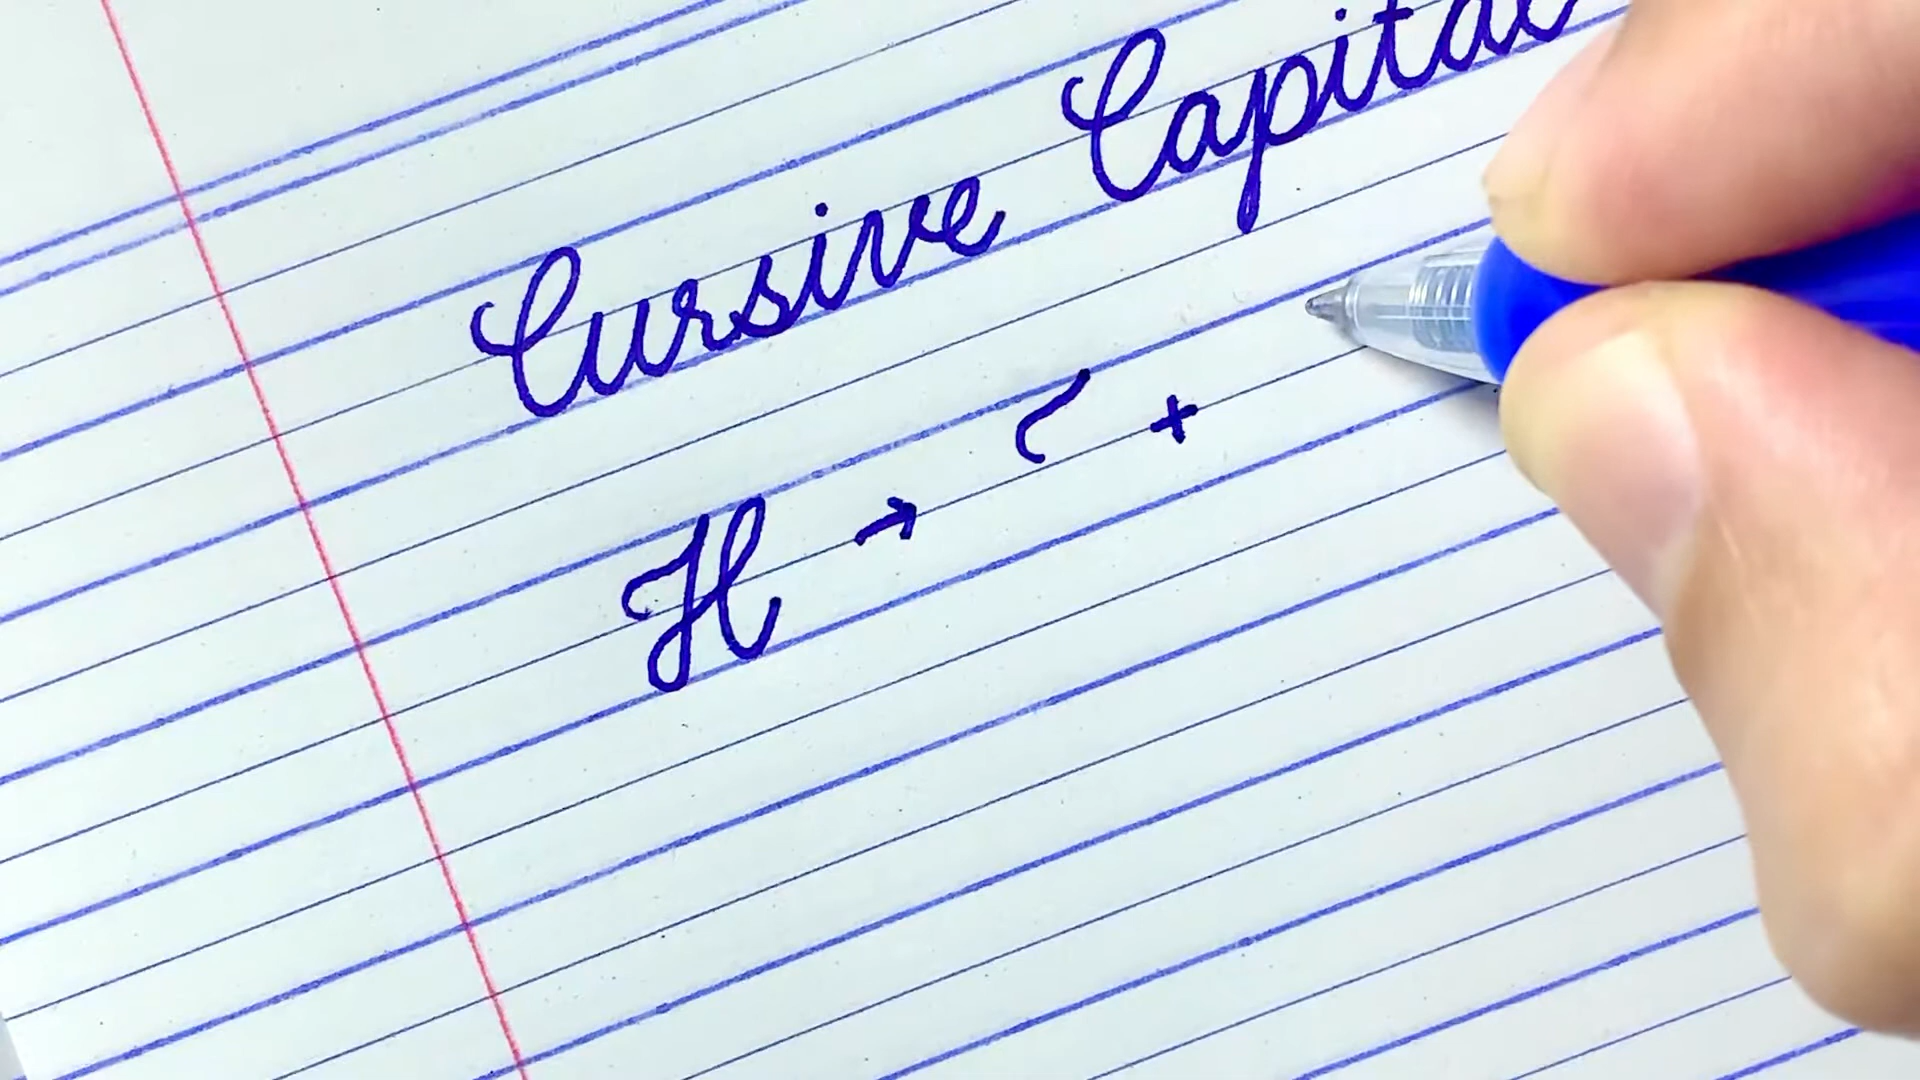 Cursive Capital
H → +